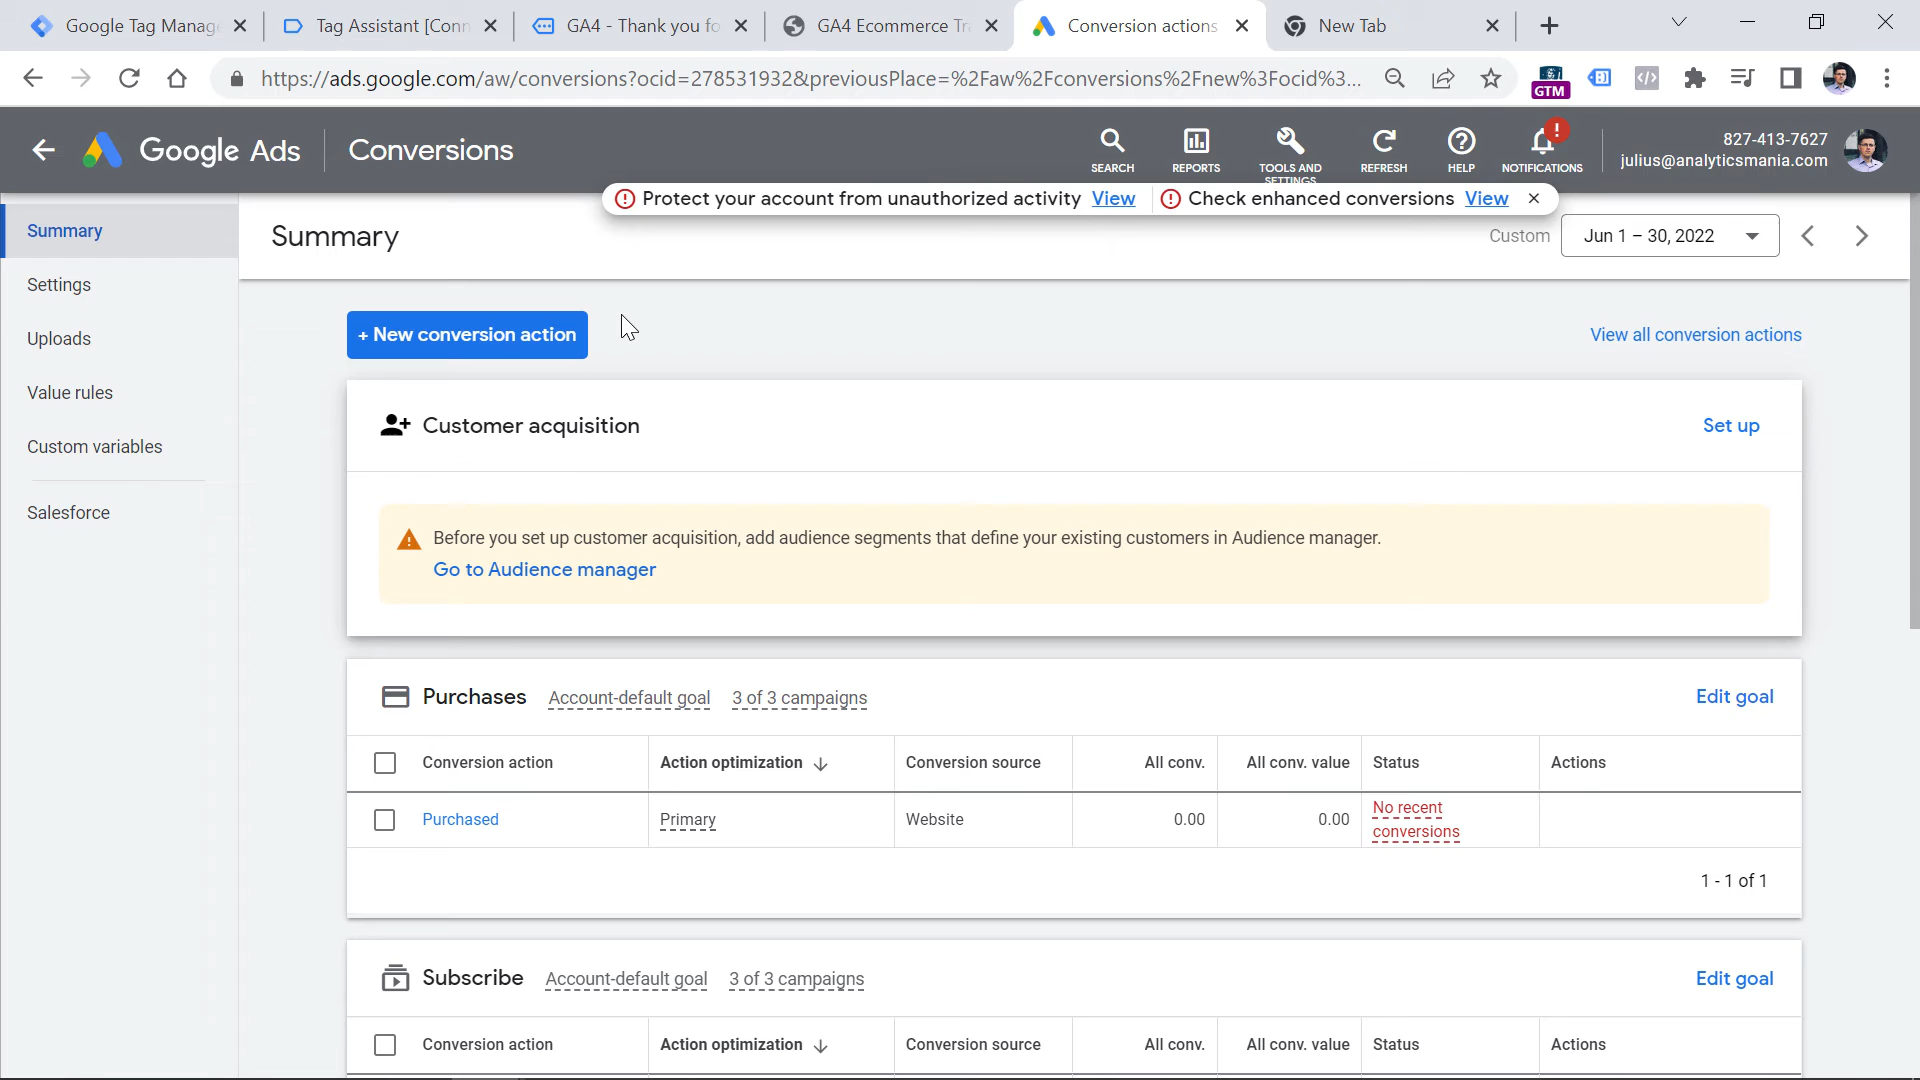 Google Tag Manag
Tag Assistant [Conn
GA4 - Thank you fo
GA4 Ecommerce Tr
Conversion actions
New Tab
https://ads.google.com/aw/conversions?ocid=278531932&previousPlace=%2Faw%2Fconversions%2Fnew%3Focid%3...
GTM
Google Ads
Conversions
SEARCH
REPORTS
TOOLS AND
SETTINGS
REFRESH
HELP
NOTIFICATIONS
827-413-7627
julius@analyticsmania.com
Protect your account from unauthorized activity View
Check enhanced conversions View
Summary
Settings
Uploads
Value rules
Custom variables
Salesforce
Summary
Custom
Jun 1 – 30, 2022
+ New conversion action
View all conversion actions
Customer acquisition
Set up
Before you set up customer acquisition, add audience segments that define your existing customers in Audience manager.
Go to Audience manager
Purchases Account-default goal 3 of 3 campaigns Edit goal
Conversion action Action optimization Conversion source All conv. All conv. value Status Actions
Purchased Primary Website 0.00 0.00 No recent
conversions
1 - 1 of 1
Subscribe Account-default goal 3 of 3 campaigns Edit goal
Conversion action Action optimization Conversion source All conv. All conv. value Status Actions